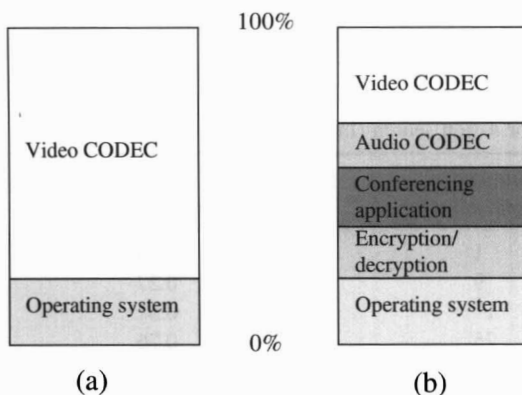 100%
Video CODEC
Operating system
0%
(a)
Video CODEC
Audio CODEC
Conferencing
application
Encryption/
decryption
Operating system
(b)